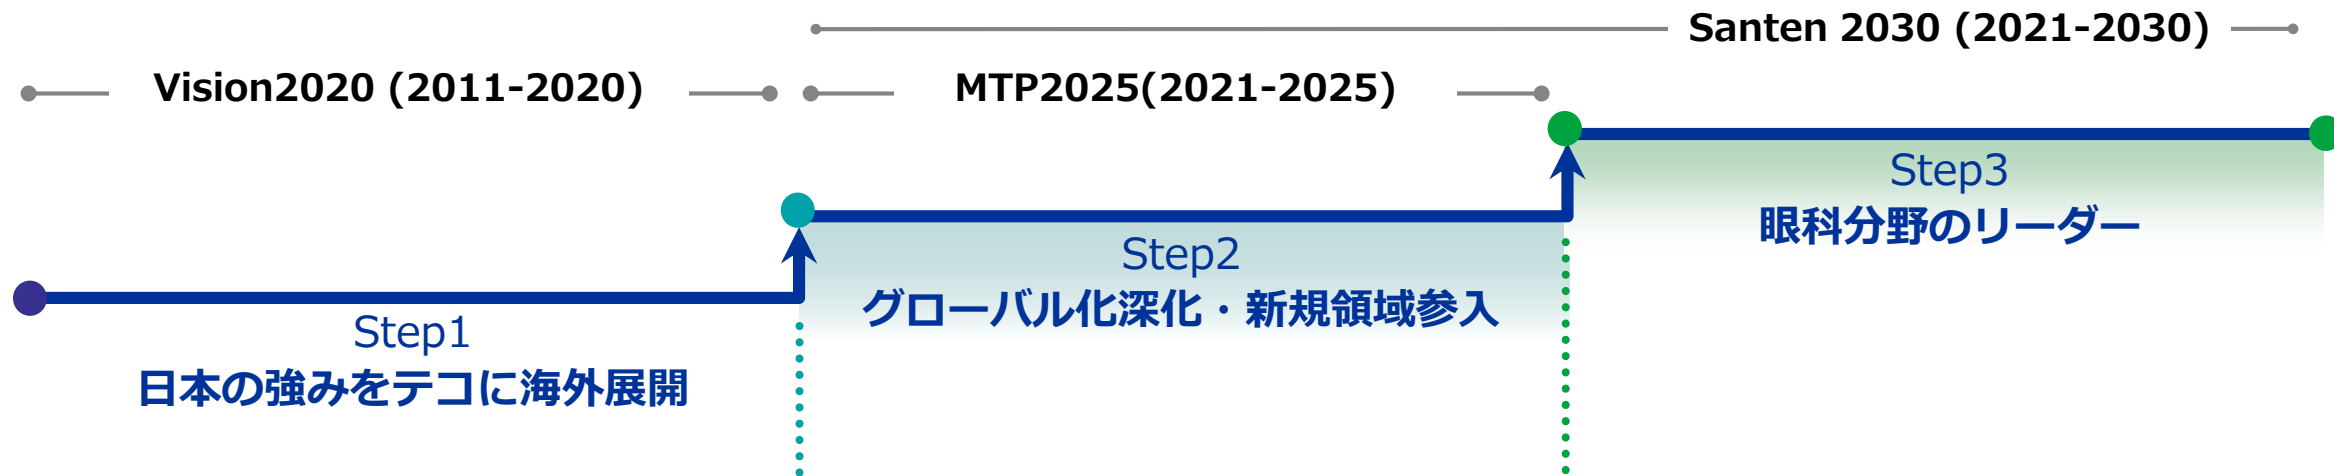 Santen 2030 (2021-2030)
Vision2020 (2011-2020)
MTP2025(2021-2025)
Step1
日本の強みをテコに海外展開
Step2
グローバル化深化・新規領域参入
Step3
眼科分野のリーダー